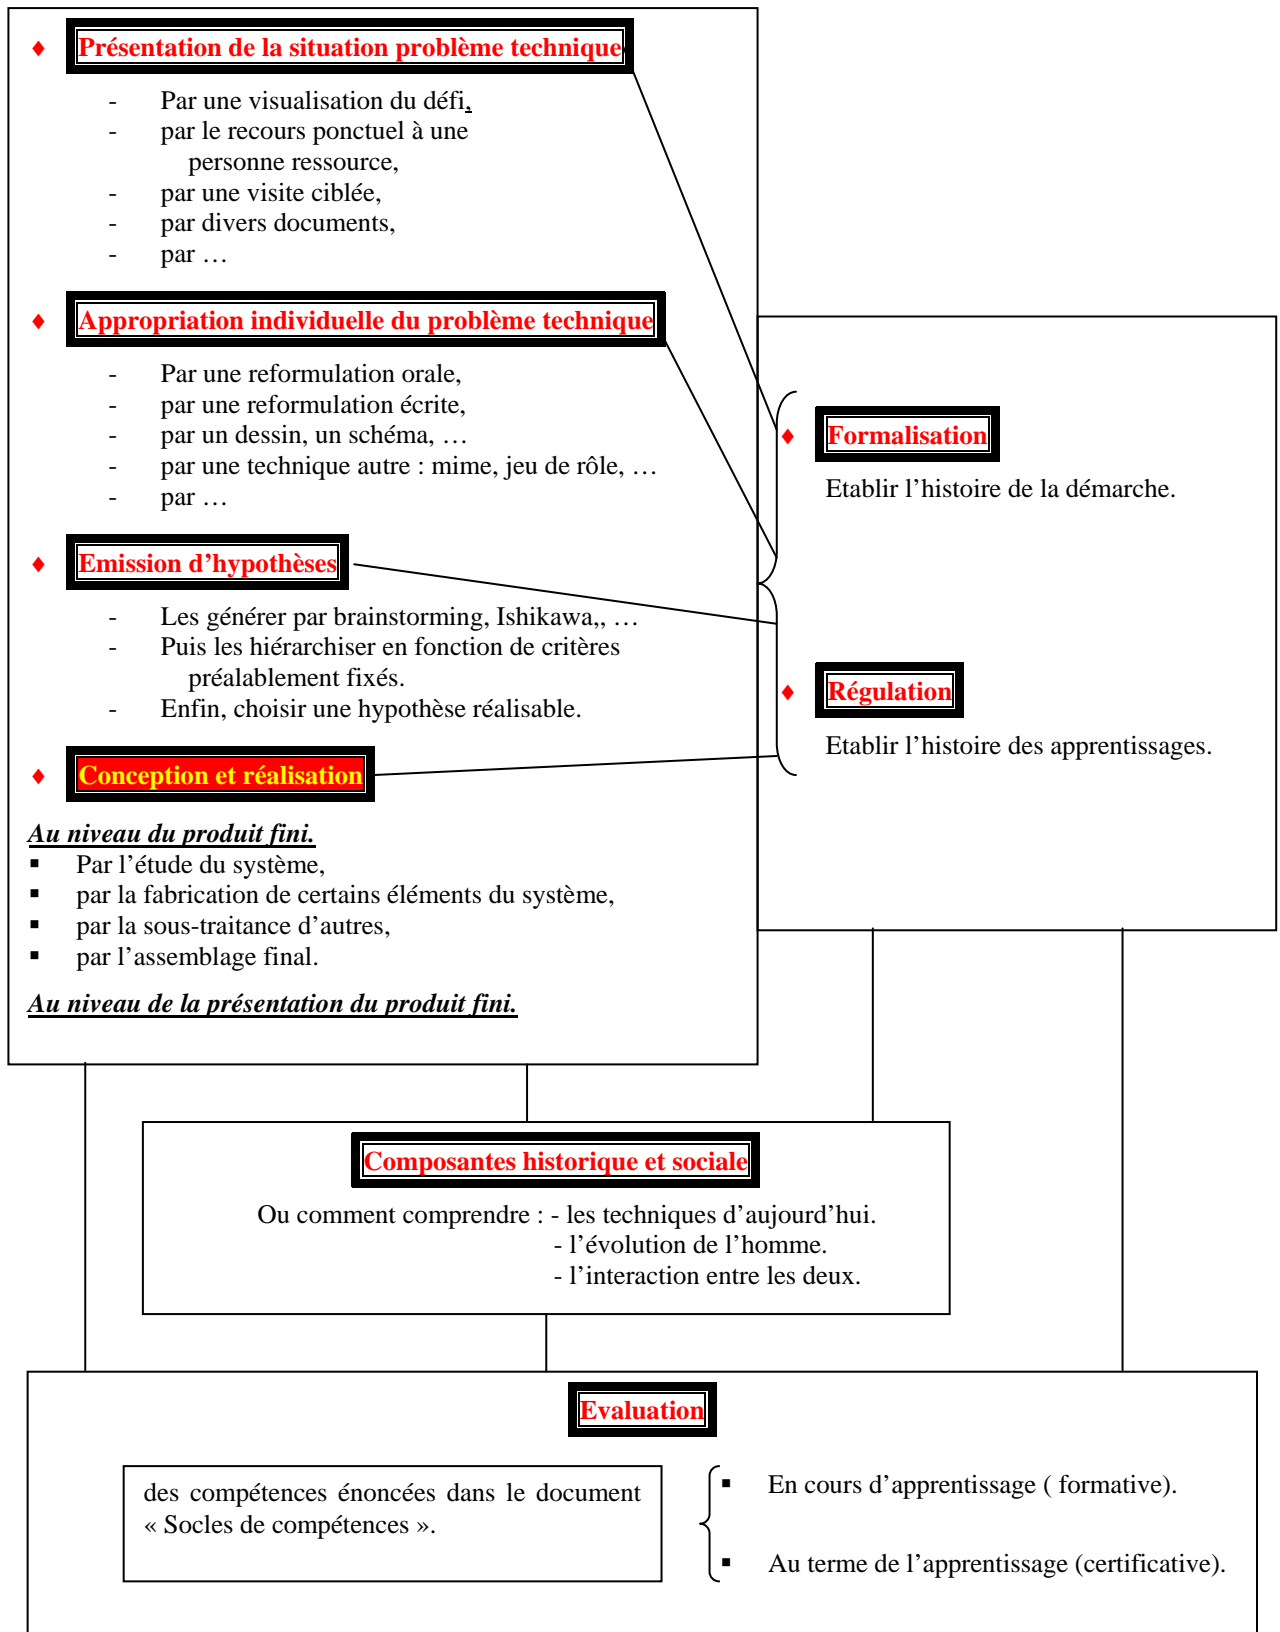 ♦ Présentation de la situation problème technique
- Par une visualisation du défi,
- par le recours ponctuel à une
personne ressource,
- par une visite ciblée,
- par divers documents,
- par …
♦ Appropriation individuelle du problème technique
- Par une reformulation orale,
- par une reformulation écrite,
- par un dessin, un schéma, …
- par une technique autre : mime, jeu de rôle, …
- par …
♦ Emission d’hypothèses
- Les générer par brainstorming, Ishikawa,, …
- Puis les hiérarchiser en fonction de critères
préalablement fixés.
- Enfin, choisir une hypothèse réalisable.
♦ Conception et réalisation
Au niveau du produit fini.
▪ Par l’étude du système,
▪ par la fabrication de certains éléments du système,
▪ par la sous-traitance d’autres,
▪ par l’assemblage final.
Au niveau de la présentation du produit fini.
♦ Formalisation
Etablir l’histoire de la démarche.
♦ Régulation
Etablir l’histoire des apprentissages.
Composantes historique et sociale
Ou comment comprendre : - les techniques d’aujourd’hui.
- l’évolution de l’homme.
- l’interaction entre les deux.
Evaluation
des compétences énoncées dans le document
« Socles de compétences ».
▪ En cours d’apprentissage ( formative).
▪ Au terme de l’apprentissage (certificative).